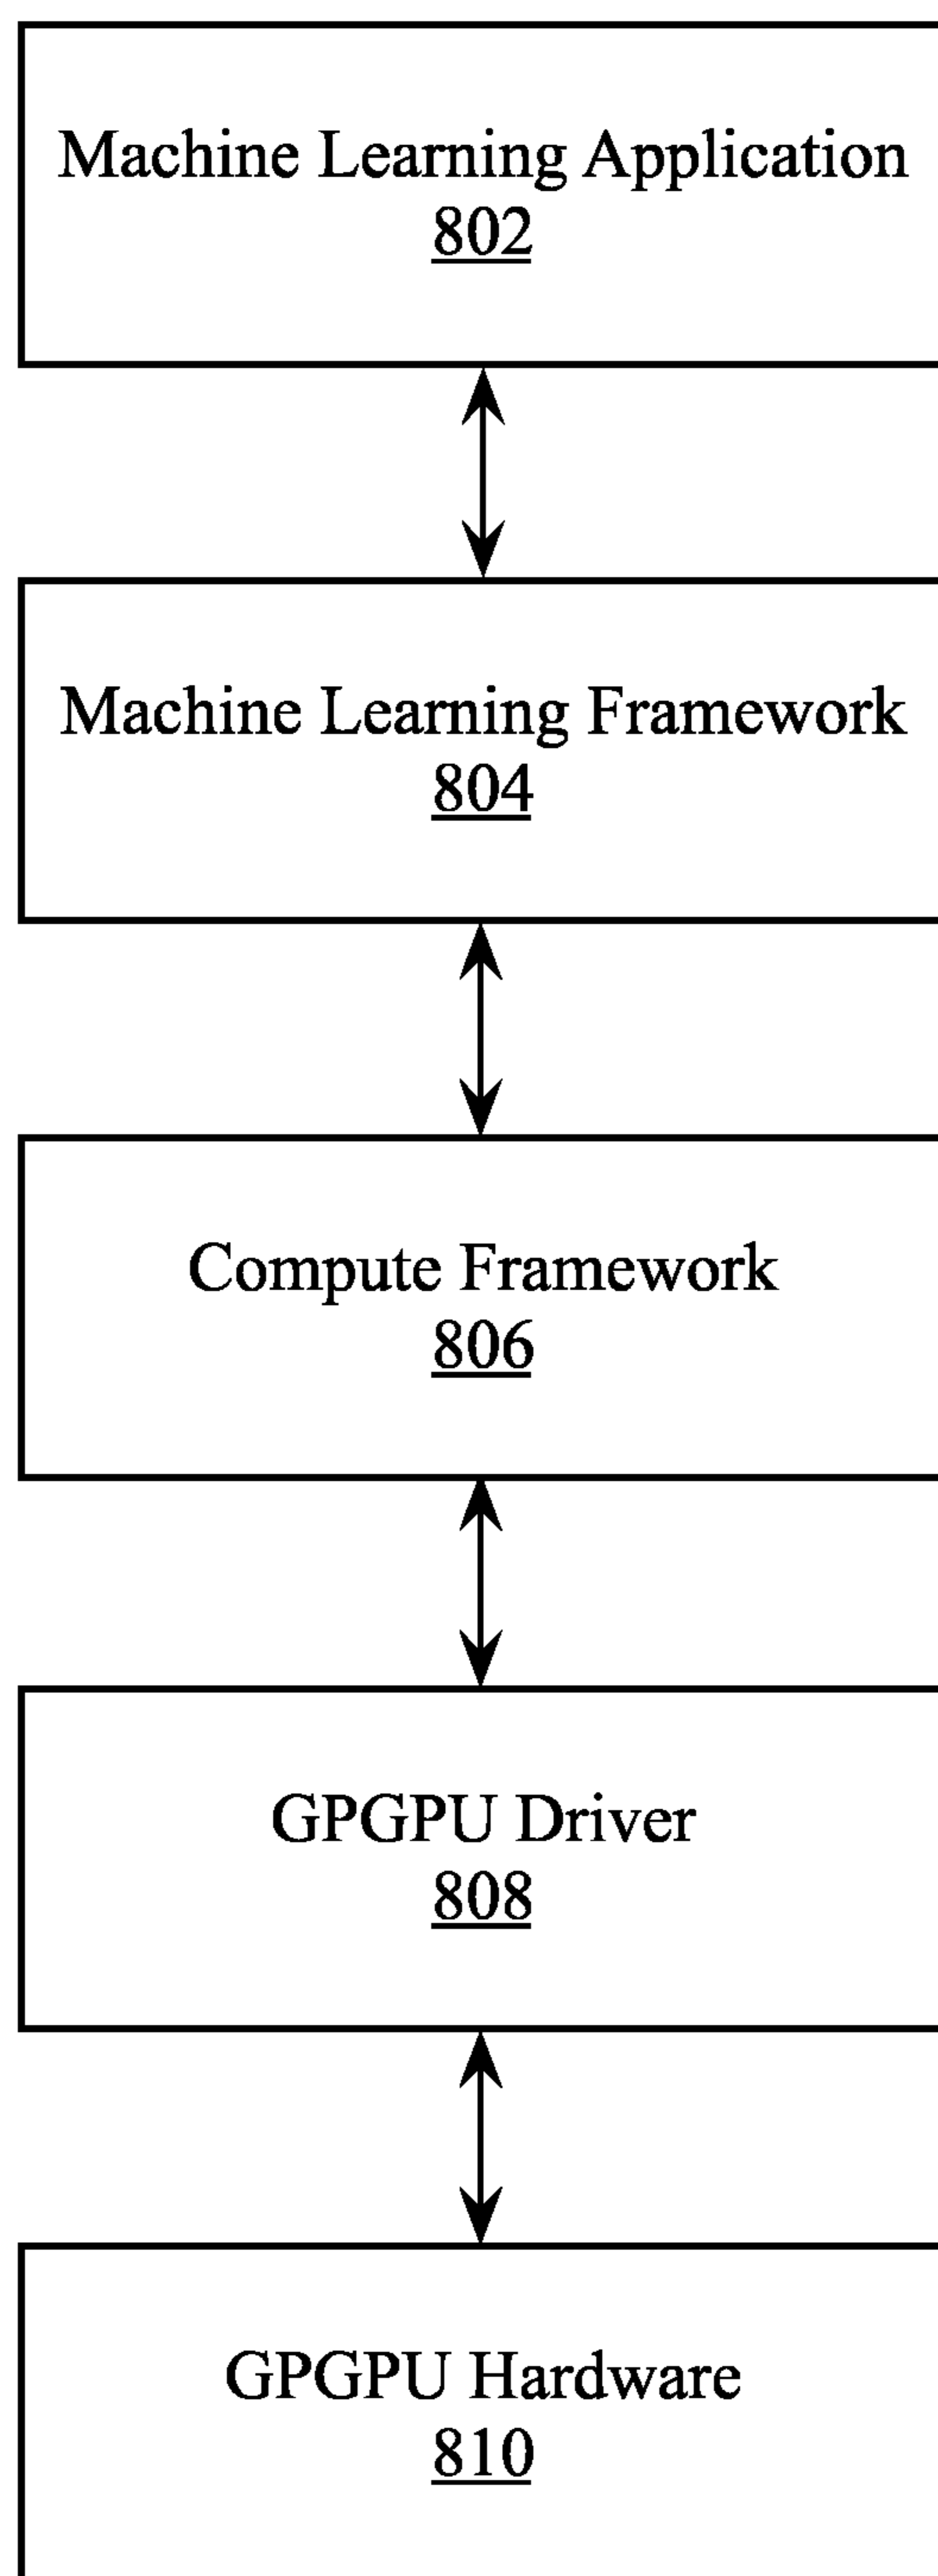 Machine Learning Application
802
Machine Learning Framework
804
Compute Framework
806
GPGPU Driver
808
GPGPU Hardware
810